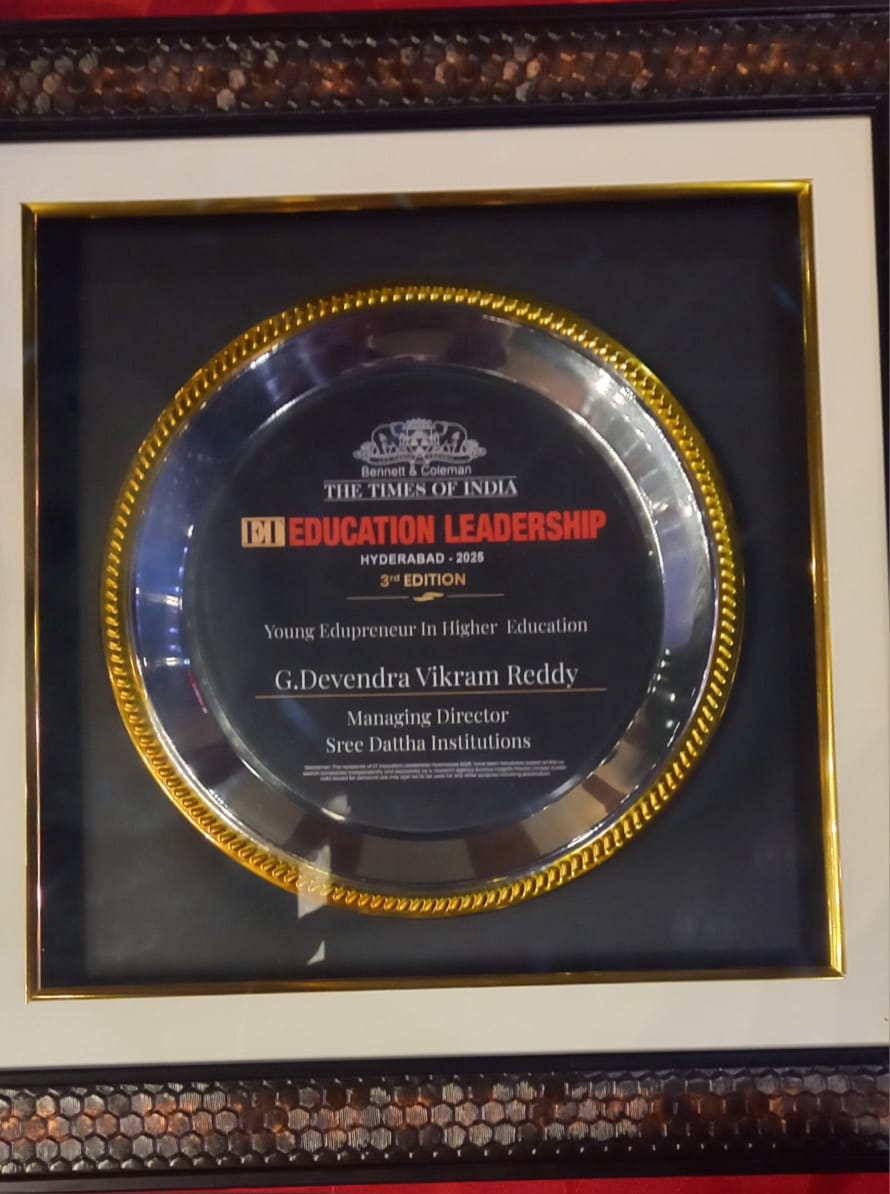 Bennett & Coleman
THE TIMES OF INDIA
ET EDUCATION LEADERSHIP
HYDERABAD - 2025
3rd EDITION
Young Edupreneur In Higher Education
G.Devendra Vikram Reddy
Managing Director
Sree Dattha Institutions